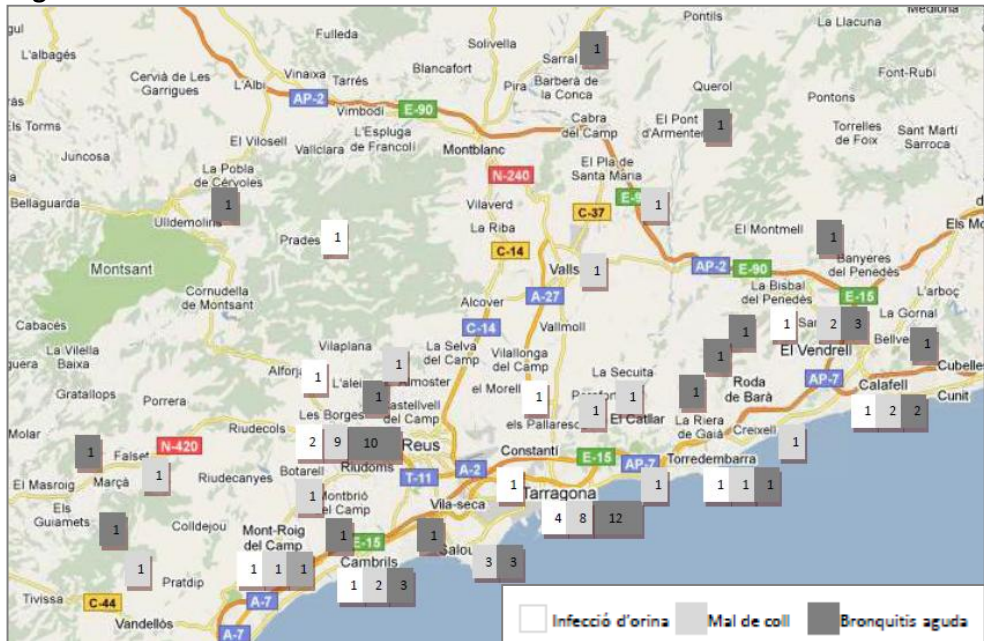 Mediona
Pontils
La Llacuna
gul
Fulleda
Solivella
1
L'albagés
Sarral
Vinaixa
Tarrés
Blancafort
Font-Rubí
Cervià de Les
Garrigues
L'Albi
Pira
Barberà de
la Conca
Querol
AP-2
Vimbodí
E-90
Pontons
Els Torms
L'Espluga
de Francolí
Cabra
del Camp
El Pont
d'Armenter
1
Torrelles
de Foix
Sant Martí
Sarroca
El Vilosell
Vallclara
Montblanc
Juncosa
La Pobla
de Cérvoles
El Pla de
Santa Maria
N-240
Bellaguarda
1
Vilaverd
C-37
1
Ulldemolins
La Riba
El Montmell
1
Prades
1
C-14
Els Mo
Montsant
Valls
1
AP-2
E-90
Banyeres
del Penedès
Cornudella
de Montsant
A-27
La Bisbal
del Penedès
E-15
L'arboç
Alcover
Cabacés
C-14
Vallmoll
1
1
San
2
3
La Gornal
La Vilella
Baixa
Vilaplana
La Selva
del Camp
Vilallonga
del Camp
1
El Vendrell
Bellve
1
guera
1
Alforja
1
L'alei
Almoster
La Secuita
AP-7
Cubelles
Gratallops
Porrera
1
astellvell
del Camp
el Morell
1
1
1
Roda
de Barà
Calafell
Cunit
Les Borges
1
El Catllar
La Riera
de Gaià
1
2
2
Molar
Riudecols
els Pallares
Creixell
N-420
2
9
10
Reus
1
1
Falset
Riudoms
Constantí
E-15
AP-7
Torredembarra
El Masroig
Marçà
1
Riudecanyes
Botarell
T-11
A-2
1
1
1
1
1
Els
Guiamets
1
Montbrió
del Camp
Vila-seca
Tarragona
1
Colldejou
Mont-Roig
del Camp
1
E-15
1
4
8
12
Salou
1
Pratdip
1
1
1
Cambrils
3
3
Tivissa
C-44
A-7
1
2
3
Vandellòs
A-7
Infecció d'orina
Mal de coll
Bronquitis aguda